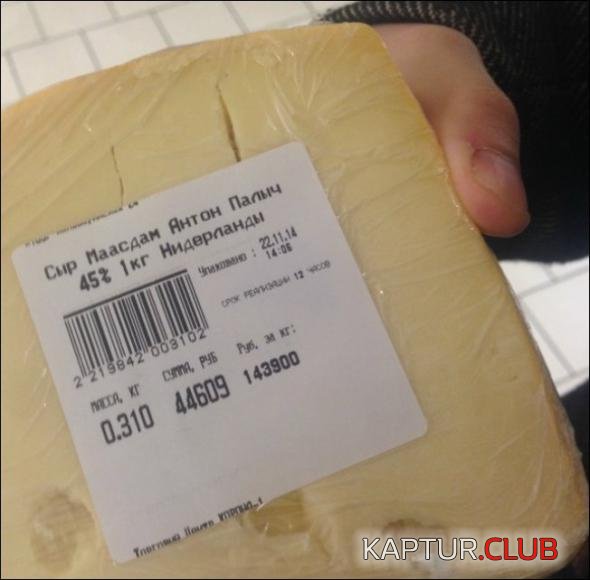 Сыр Маасдам Антон Палыч
45% 1кг Нидерланды
Упаковано : 22.11.14
14:06
СРОК РЕАЛИЗАЦИИ 12 ЧАСОВ
2 219842 003102
МАССА, КГ
0.310
СУММА, РУБ
44609
Руб. за кг:
143900
KAPTUR.CLUB